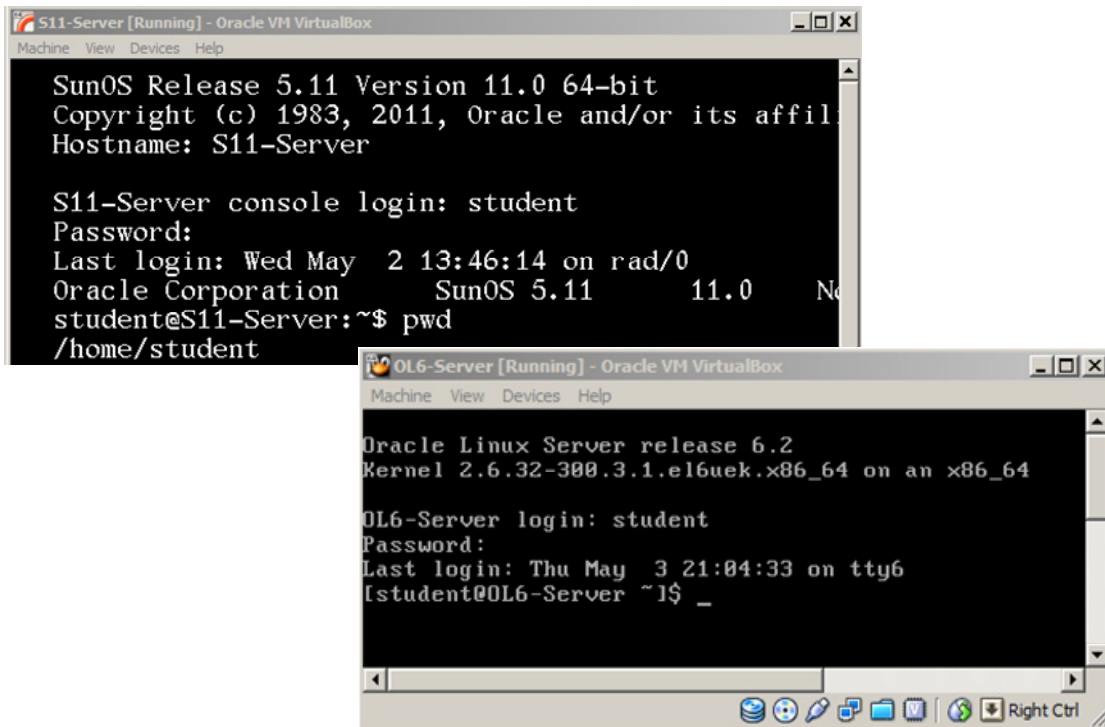 S11-Server [Running] - Oracle VM VirtualBox
Machine View Devices Help
SunOS Release 5.11 Version 11.0 64-bit
Copyright (c) 1983, 2011, Oracle and/or its
Hostname: S11-Server
S11-Server console login: student
Password:
Last login: Wed May 2 13:46:14 on rad/0
Oracle Corporation SunOS 5.11 11.0
student@S11-Server:~$ pwd
/home/student
OL6-Server [Running] - Oracle VM VirtualBox
Machine View Devices Help
Oracle Linux Server release 6.2
Kernel 2.6.32-300.3.1.el6uek.x86_64 on an x86_64
OL6-Server login: student
Password:
Last login: Thu May 3 21:04:33 on tty6
[student@OL6-Server ~]$ _
Right Ctrl